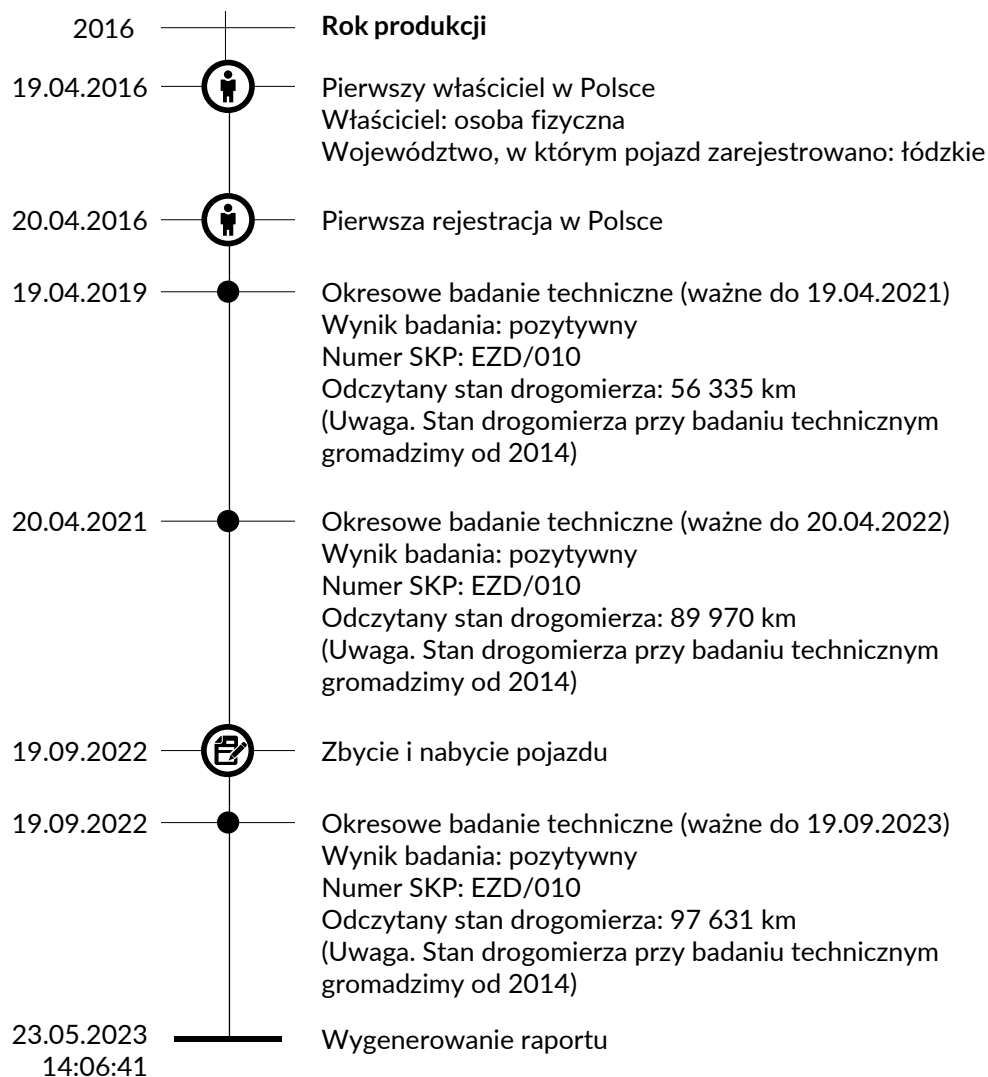 2016 Rok produkcji
19.04.2016 Pierwszy właściciel w Polsce
Właściciel: osoba fizyczna
Województwo, w którym pojazd zarejestrowano: łódzkie
20.04.2016 Pierwsza rejestracja w Polsce
19.04.2019 Okresowe badanie techniczne (ważne do 19.04.2021)
Wynik badania: pozytywny
Numer SKP: EZD/010
Odczytany stan drogomierza: 56 335 km
(Uwaga. Stan drogomierza przy badaniu technicznym
gromadzimy od 2014)
20.04.2021 Okresowe badanie techniczne (ważne do 20.04.2022)
Wynik badania: pozytywny
Numer SKP: EZD/010
Odczytany stan drogomierza: 89 970 km
(Uwaga. Stan drogomierza przy badaniu technicznym
gromadzimy od 2014)
19.09.2022 Zbycie i nabycie pojazdu
19.09.2022 Okresowe badanie techniczne (ważne do 19.09.2023)
Wynik badania: pozytywny
Numer SKP: EZD/010
Odczytany stan drogomierza: 97 631 km
(Uwaga. Stan drogomierza przy badaniu technicznym
gromadzimy od 2014)
23.05.2023 Wygenerowanie raportu
14:06:41